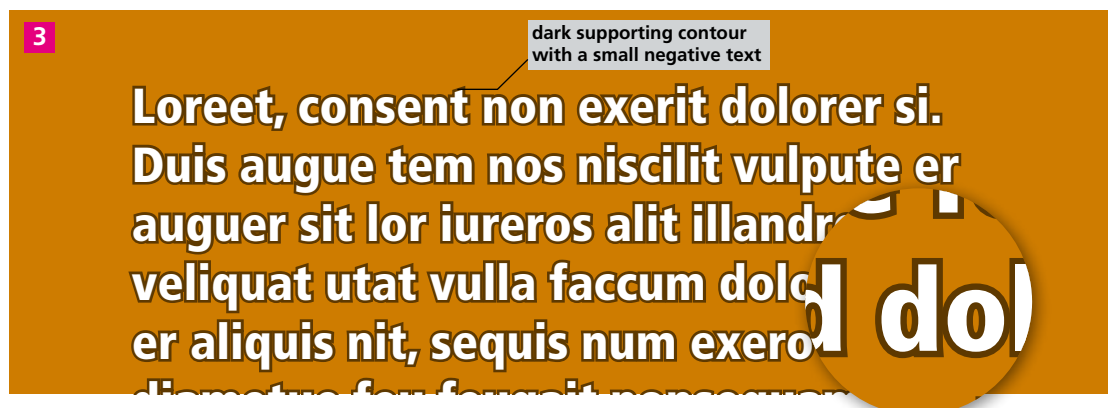 3
dark supporting contour
with a small negative text
Loreet, consent non exerit dolorer si.
Duis augue tem nos niscilit vulpute er
auguer sit lor iureros alit illandre
veliquat utat vulla faccum dolo
er aliquis nit, sequis num exero
d dol